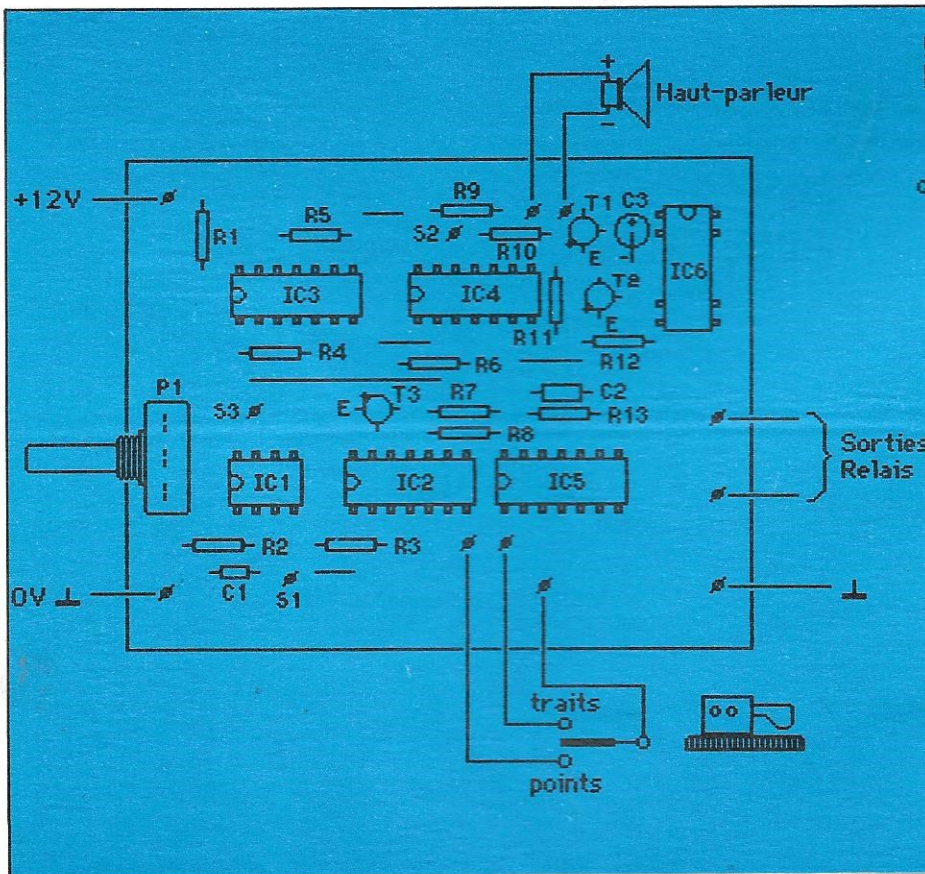 +
Haut-parleur
−
+12V
R9
T1
C3
R5
R1
S2
R10
+
−
E
IC6
IC3
IC4
T2
R11
E
R4
R6
R12
P1
T3
C2
S3
E
R7
R13
R8
Sorties
Relais
IC1
IC2
IC5
R2
R3
0V
C1
S1
traits
points